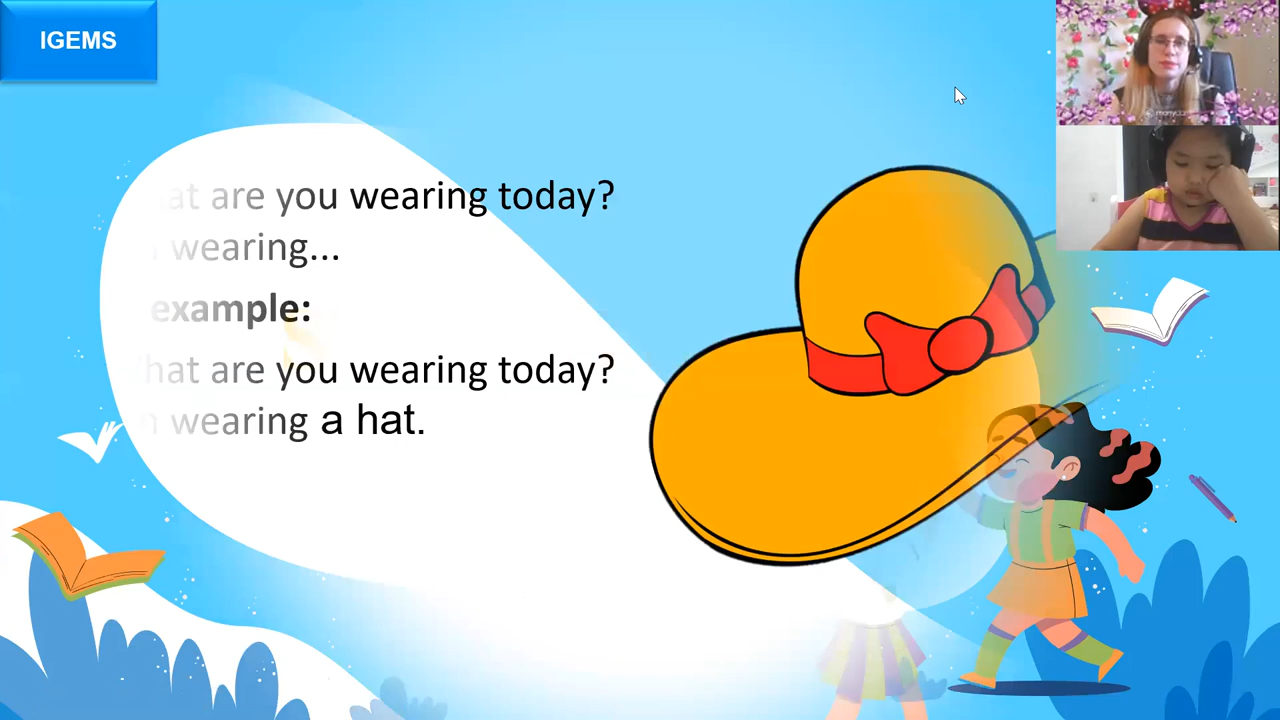 IGEMS
at are you wearing today?
wearing...
example:
hat are you wearing today?
wearing a hat.